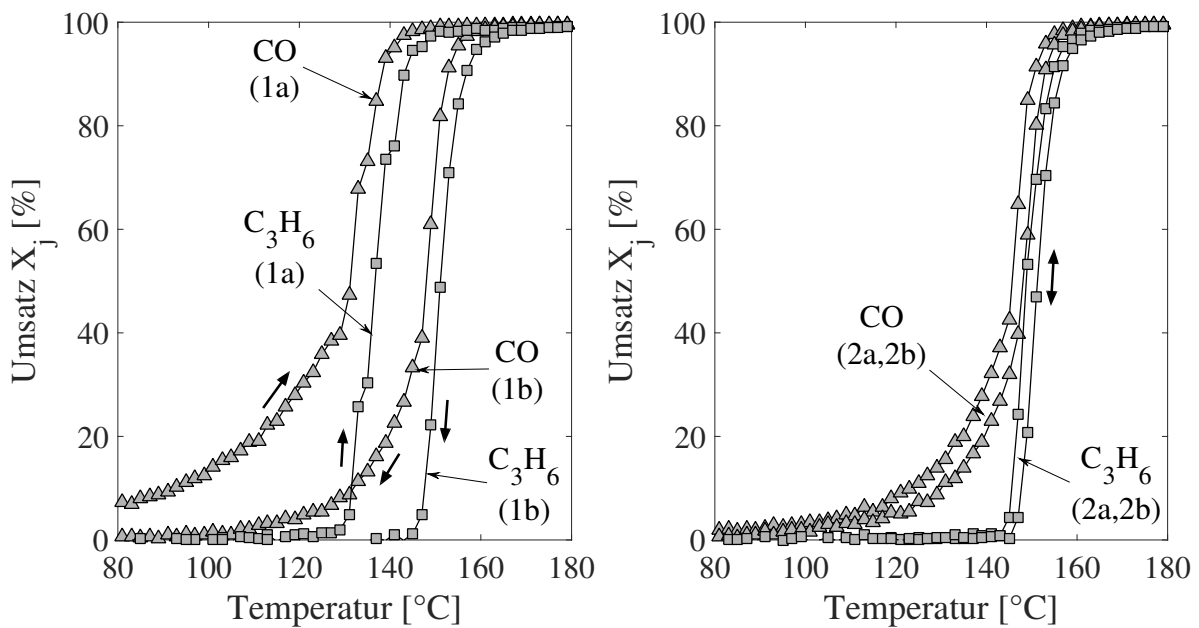 Umsatz X_j [%]
100
80
60
40
20
0
CO
(1a)
C₃H₆
(1a)
CO
(1b)
C₃H₆
(1b)
80 100 120 140 160 180
Temperatur [°C]
Umsatz X_j [%]
100
80
60
40
20
0
CO
(2a,2b)
C₃H₆
(2a,2b)
80 100 120 140 160 180
Temperatur [°C]